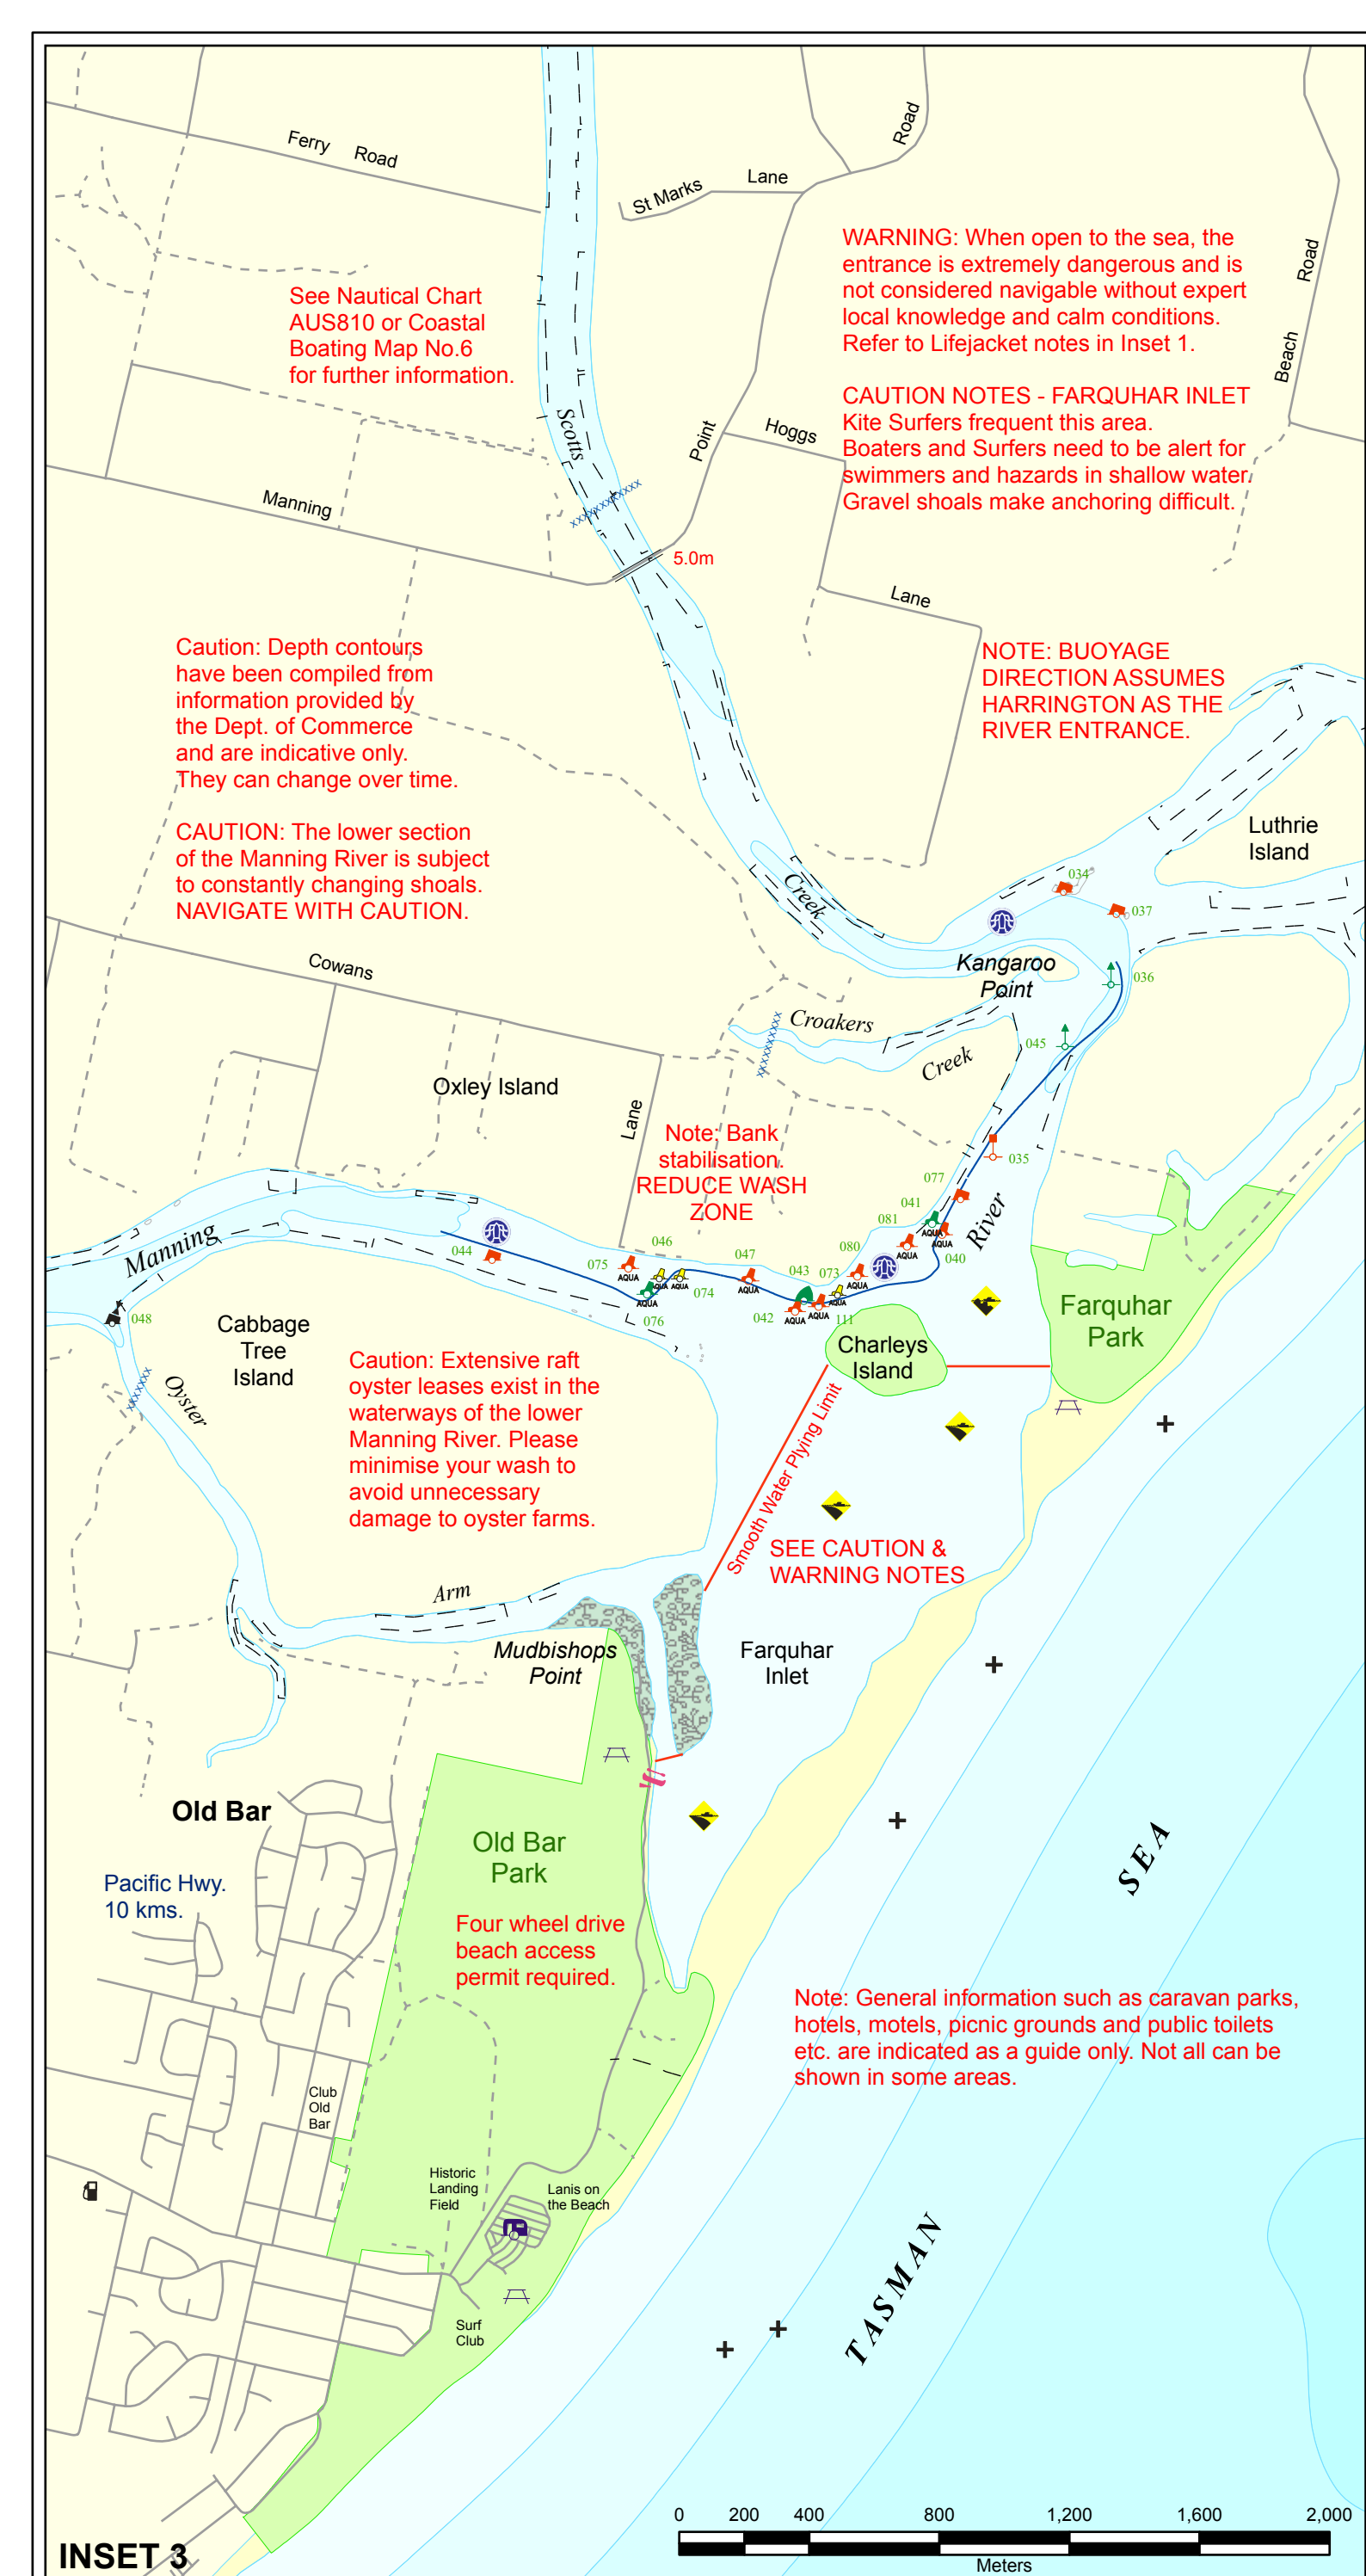 Ferry Road
St Marks Lane
Road
See Nautical Chart
AUS810 or Coastal
Boating Map No.6
for further information.
WARNING: When open to the sea, the
entrance is extremely dangerous and is
not considered navigable without expert
local knowledge and calm conditions.
Refer to Lifejacket notes in Inset 1.
CAUTION NOTES - FARQUHAR INLET
Kite Surfers frequent this area.
Boaters and Surfers need to be alert for
swimmers and hazards in shallow water.
Gravel shoals make anchoring difficult.
Beach Road
Scotts
Point
Hoggs
Manning
5.0m
Lane
Caution: Depth contours
have been compiled from
information provided by
the Dept. of Commerce
and are indicative only.
They can change over time.
CAUTION: The lower section
of the Manning River is subject
to constantly changing shoals.
NAVIGATE WITH CAUTION.
NOTE: BUOYAGE
DIRECTION ASSUMES
HARRINGTON AS THE
RIVER ENTRANCE.
Luthrie
Island
Creek
034
037
Kangaroo
Point
036
Cowans
Croakers
Creek
045
Oxley Island
Lane
Note: Bank
stabilisation.
REDUCE WASH
ZONE
035
077
041
081
AQUA
AQUA
040
River
Manning
044
075
AQUA
046
AQUA
AQUA
074
AQUA
076
047
AQUA
043
073
080
AQUA
AQUA
042
AQUA
AQUA
AQUA
111
048
Cabbage
Tree
Island
Oyster
Charleys
Island
Farquhar
Park
Caution: Extensive raft
oyster leases exist in the
waterways of the lower
Manning River. Please
minimise your wash to
avoid unnecessary
damage to oyster farms.
Smooth Water Plying Limit
SEE CAUTION &
WARNING NOTES
Arm
Mudbishops
Point
Farquhar
Inlet
Old Bar
Pacific Hwy.
10 kms.
Old Bar
Park
Four wheel drive
beach access
permit required.
SEA
Note: General information such as caravan parks,
hotels, motels, picnic grounds and public toilets
etc. are indicated as a guide only. Not all can be
shown in some areas.
Club
Old
Bar
Historic
Landing
Field
Lanis on
the Beach
Surf
Club
TASMAN
0 200 400 800 1,200 1,600 2,000
Meters
INSET 3